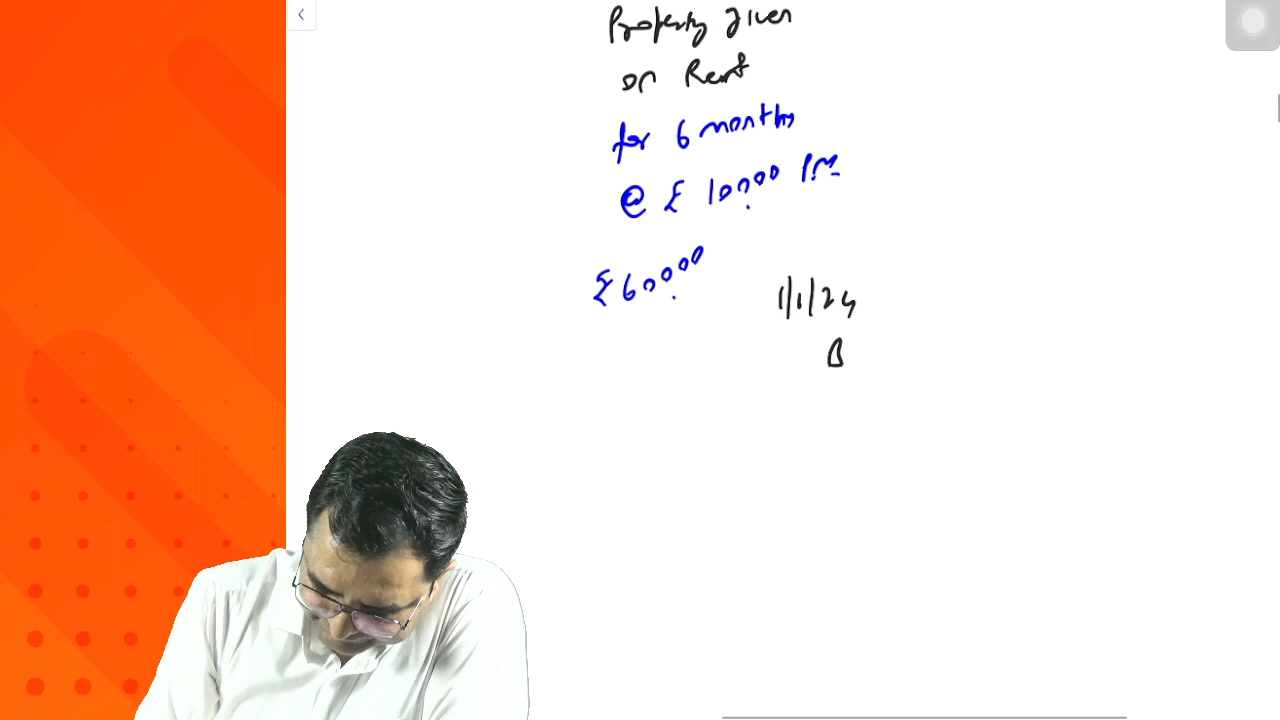 Property given
on Rent
for 6 months
@ ₹ 10000 P.M.
₹ 60000
1/1/24
B